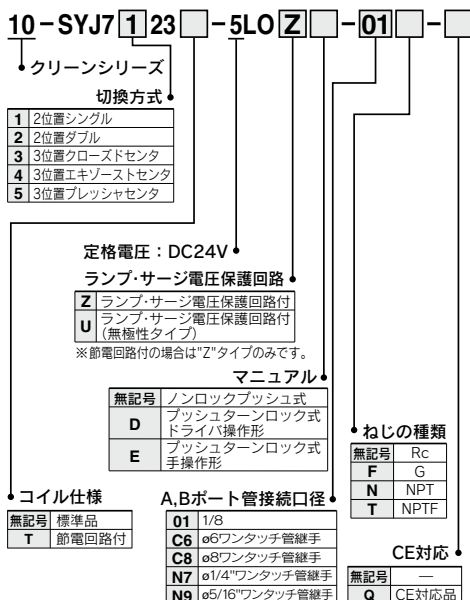 10-SYJ7 1 23 - 5LO Z - 01 -
クリーンシリーズ
切換方式
1 2位置シングル
2 2位置ダブル
3 3位置クローズドセンタ
4 3位置エキゾーストセンタ
5 3位置プレッシャセンタ
定格電圧：DC24V
ランプ･サージ電圧保護回路
Z ランプ･サージ電圧保護回路付
U ランプ･サージ電圧保護回路付
（無極性タイプ）
※節電回路付の場合は"Z"タイプのみです。
マニュアル
無記号 ノンロックプッシュ式
D プッシュターンロック式
ドライバ操作形
E プッシュターンロック式
手操作形
ねじの種類
無記号 Rc
F G
N NPT
T NPTF
コイル仕様
無記号 標準品
T 節電回路付
A,Bポート管接続口径
01 1/8
C6 ø6ワンタッチ管継手
C8 ø8ワンタッチ管継手
N7 ø1/4"ワンタッチ管継手
N9 ø5/16"ワンタッチ管継手
CE対応
無記号 —
Q CE対応品